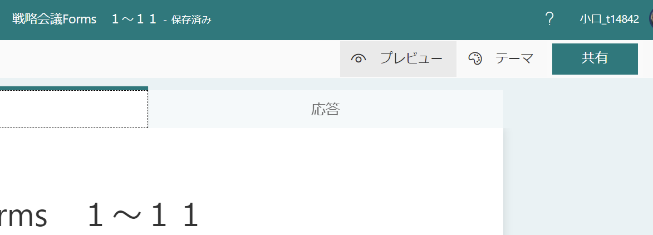 戦略会議Forms　１～１１ - 保存済み ? 小口_t14842
プレビュー テーマ 共有
応答
rms　１～１１